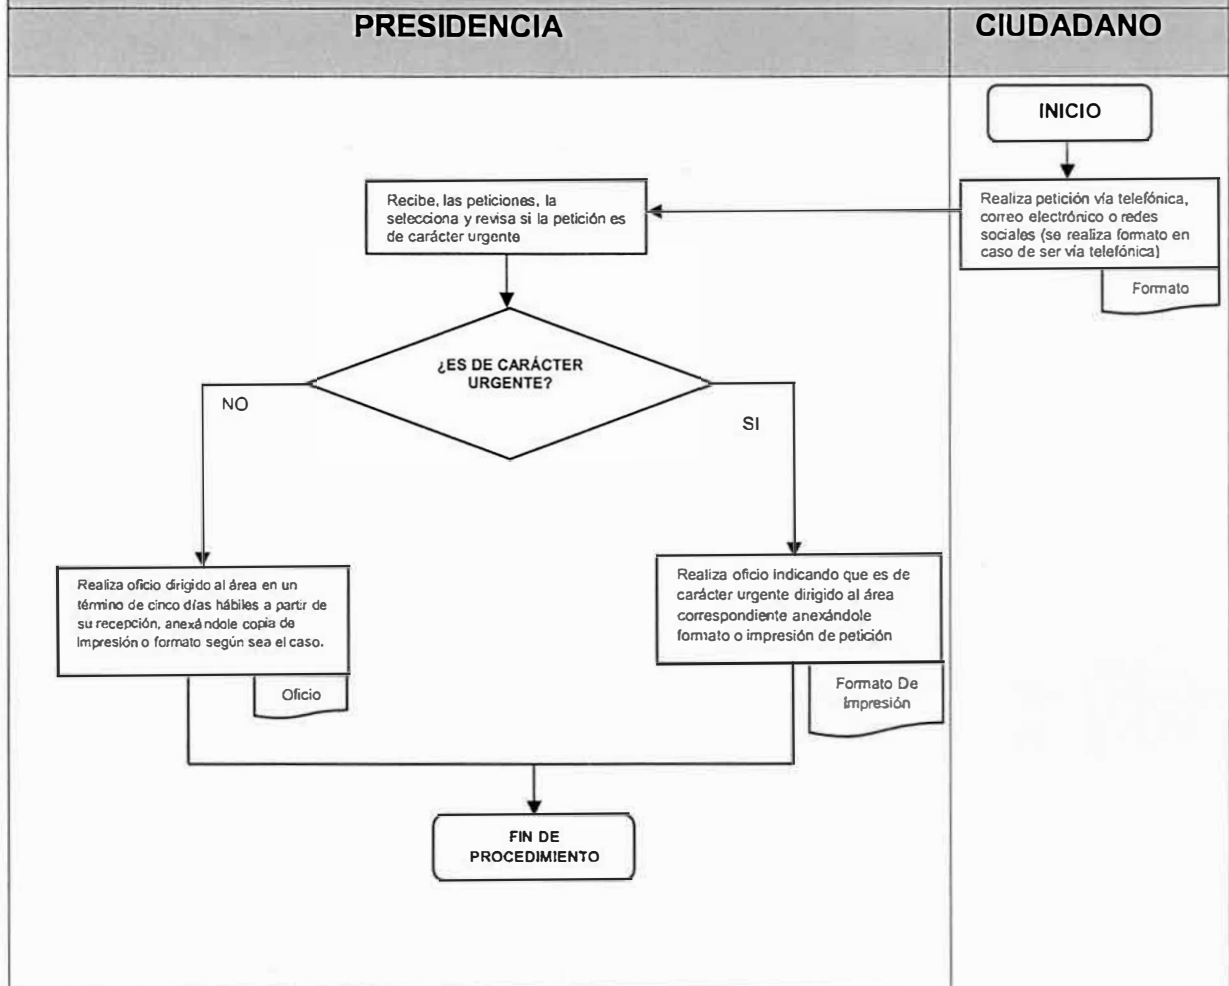 PRESIDENCIA
CIUDADANO
INICIO
Realiza petición vía telefónica,
correo electrónico o redes
sociales (se realiza formato en
caso de ser vía telefónica)
Formato
Recibe, las peticiones, la
selecciona y revisa si la petición es
de carácter urgente
¿ES DE CARÁCTER
URGENTE?
NO
SI
Realiza oficio dirigido al área en un
término de cinco días hábiles a partir de
su recepción, anexándole copia de
Impresión o formato según sea el caso.
Oficio
Realiza oficio indicando que es de
carácter urgente dirigido al área
correspondiente anexándole
formato o impresión de petición
Formato De
Impresión
FIN DE
PROCEDIMIENTO